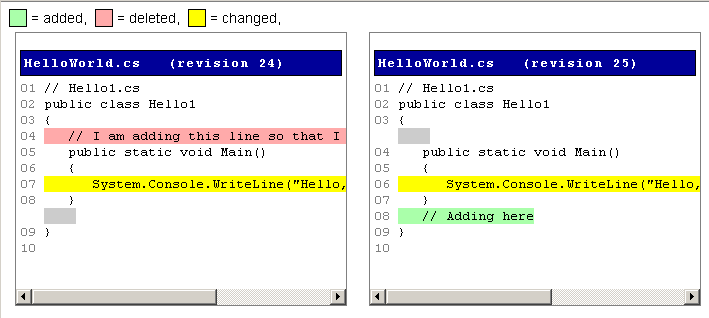 = added, = deleted, = changed,
HelloWorld.cs (revision 24)
01 // Hello1.cs
02 public class Hello1
03 {
04 // I am adding this line so that I
05 public static void Main()
06 {
07 System.Console.WriteLine("Hello,
08 }
09 }
10
HelloWorld.cs (revision 25)
01 // Hello1.cs
02 public class Hello1
03 {
04 public static void Main()
05 {
06 System.Console.WriteLine("Hello,
07 }
08 // Adding here
09 }
10